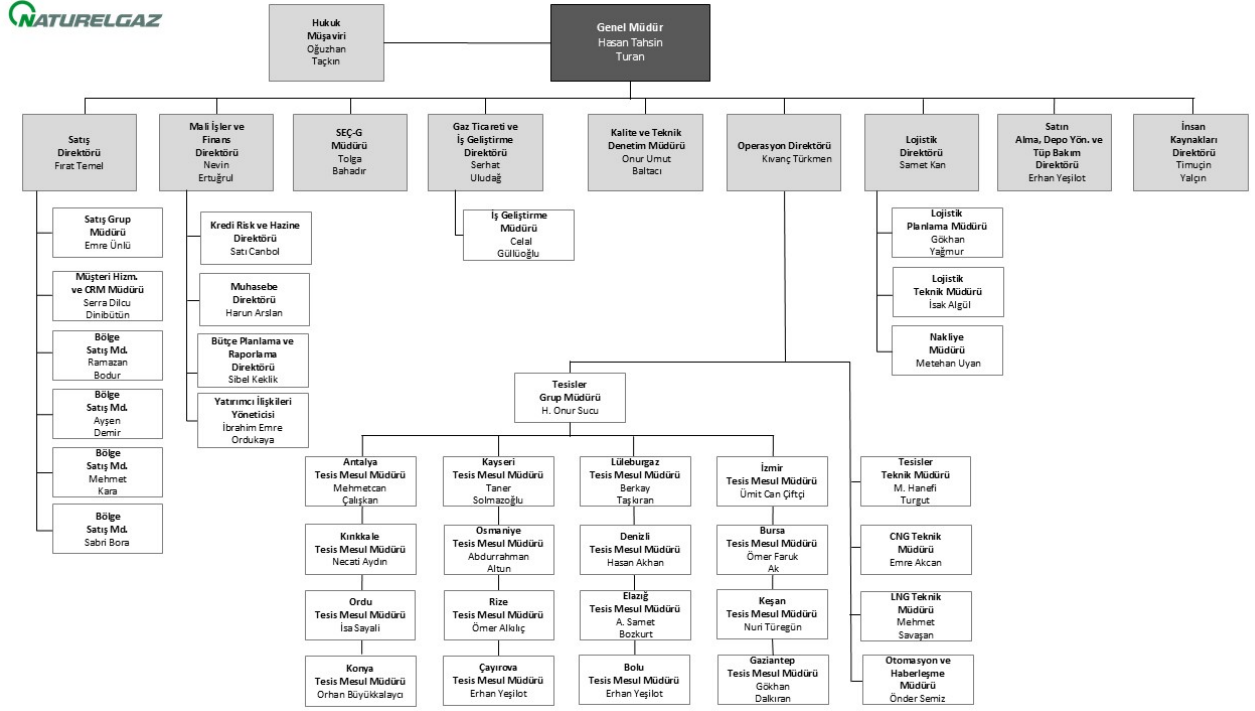 NATURELGAZ
Hukuk
Müşaviri
Oğuzhan
Taçkın
Genel Müdür
Hasan Tahsin
Turan
Satış
Direktörü
Fırat Temel
Mali İşler ve
Finans
Direktörü
Nevin
Ertuğrul
SEÇ-G
Müdürü
Tolga
Bahadır
Gaz Ticareti ve
İş Geliştirme
Direktörü
Serhat
Uludağ
Kalite ve Teknik
Denetim Müdürü
Onur Umut
Baltacı
Operasyon Direktörü
Kıvanç Türkmen
Lojistik
Direktörü
Samet Kan
Satın
Alma, Depo Yön. ve
Tüp Bakım
Direktörü
Erhan Yeşilot
İnsan
Kaynakları
Direktörü
Timuçin
Yalçın
Satış Grup
Müdürü
Emre Ünlü
Müşteri Hizm.
ve CRM Müdürü
Serra Dilcu
Dinibütün
Bölge
Satış Md.
Ramazan
Bodur
Bölge
Satış Md.
Ayşen
Demir
Bölge
Satış Md.
Mehmet
Kara
Bölge
Satış Md.
Sabri Bora
Kredi Risk ve Hazine
Direktörü
Satı Canbol
Muhasebe
Direktörü
Harun Arslan
Bütçe Planlama ve
Raporlama
Direktörü
Sibel Keklik
Yatırımcı İlişkileri
Yöneticisi
İbrahim Emre
Ordukaya
İş Geliştirme
Müdürü
Celal
Güllüoğlu
Lojistik
Planlama Müdürü
Gökhan
Yağmur
Lojistik
Teknik Müdürü
İsak Algül
Nakliye
Müdürü
Metehan Uyan
Tesisler
Grup Müdürü
H. Onur Sucu
Antalya
Tesis Mesul Müdürü
Mehmetcan
Çalışkan
Kırıkkale
Tesis Mesul Müdürü
Necati Aydın
Ordu
Tesis Mesul Müdürü
İsa Sayali
Konya
Tesis Mesul Müdürü
Orhan Büyükkalaycı
Kayseri
Tesis Mesul Müdürü
Taner
Solmazoğlu
Osmaniye
Tesis Mesul Müdürü
Abdurrahman
Altun
Rize
Tesis Mesul Müdürü
Ömer Alkılıç
Çayırova
Tesis Mesul Müdürü
Erhan Yeşilot
Lüleburgaz
Tesis Mesul Müdürü
Berkay
Taşkıran
Denizli
Tesis Mesul Müdürü
Hasan Akhan
Elazığ
Tesis Mesul Müdürü
A. Samet
Bozkurt
Bolu
Tesis Mesul Müdürü
Erhan Yeşilot
İzmir
Tesis Mesul Müdürü
Ümit Can Çiftçi
Bursa
Tesis Mesul Müdürü
Ömer Faruk
Ak
Keşan
Tesis Mesul Müdürü
Nuri Türegün
Gaziantep
Tesis Mesul Müdürü
Gökhan
Dalkıran
Tesisler
Teknik Müdürü
M. Hanefi
Turgut
CNG Teknik
Müdürü
Emre Akcan
LNG Teknik
Müdürü
Mehmet
Savaşan
Otomasyon ve
Haberleşme
Müdürü
Önder Semiz